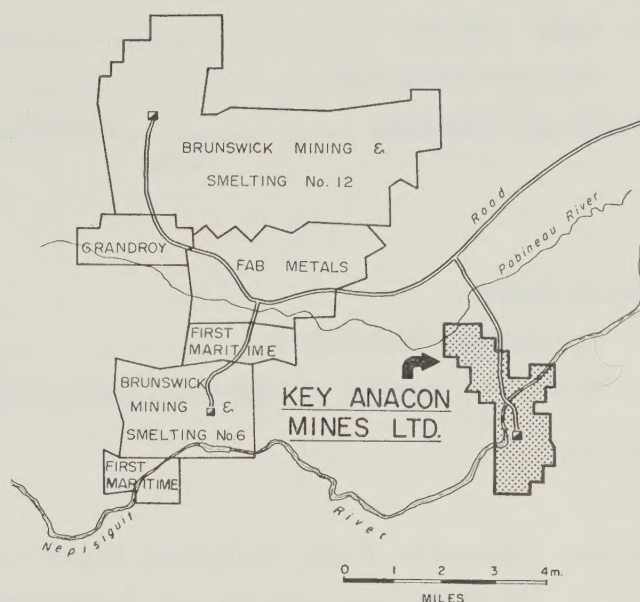 BRUNSWICK MINING &
SMELTING No. 12
Road
Pabineau River
GRANDROY
FAB METALS
FIRST
MARITIME
BRUNSWICK
MINING &
SMELTING No.6
KEY ANACON
MINES LTD.
FIRST
MARITIME
Nepisiguit
River
0 1 2 3 4m.
MILES